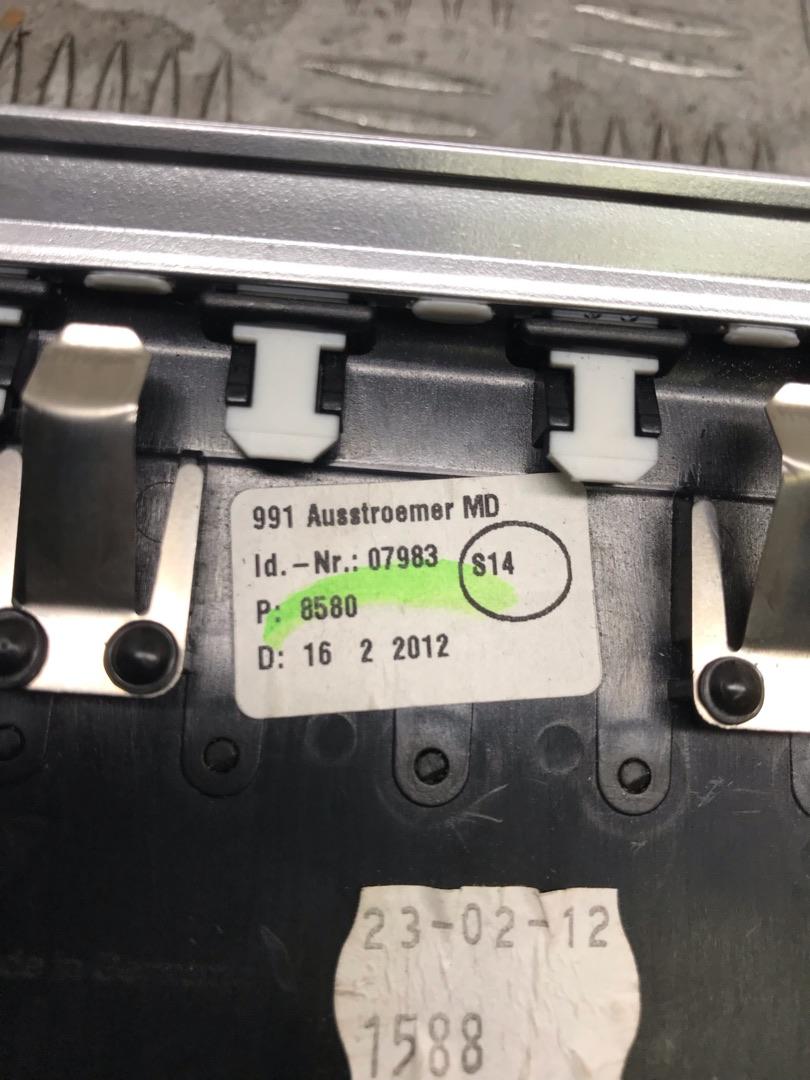 991 Ausstroemer MD
Id.-Nr.: 07983 S14
P: 8580
D: 16 2 2012
23-02-12
1588